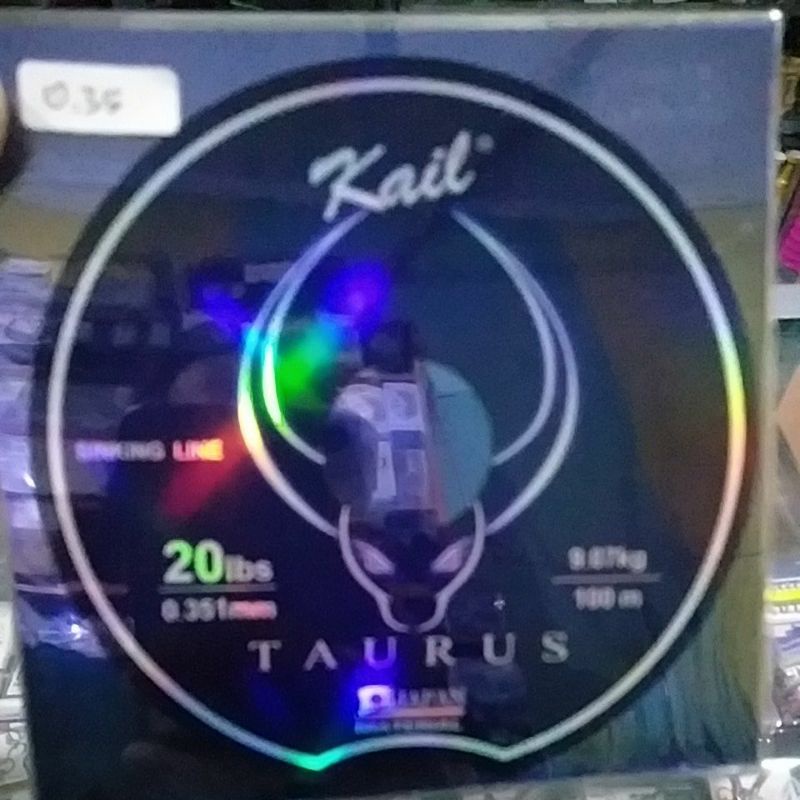 0.35
Kail®
SINKING LINE
20lbs
0.351mm
9.07kg
100 m
TAURUS
JAPAN